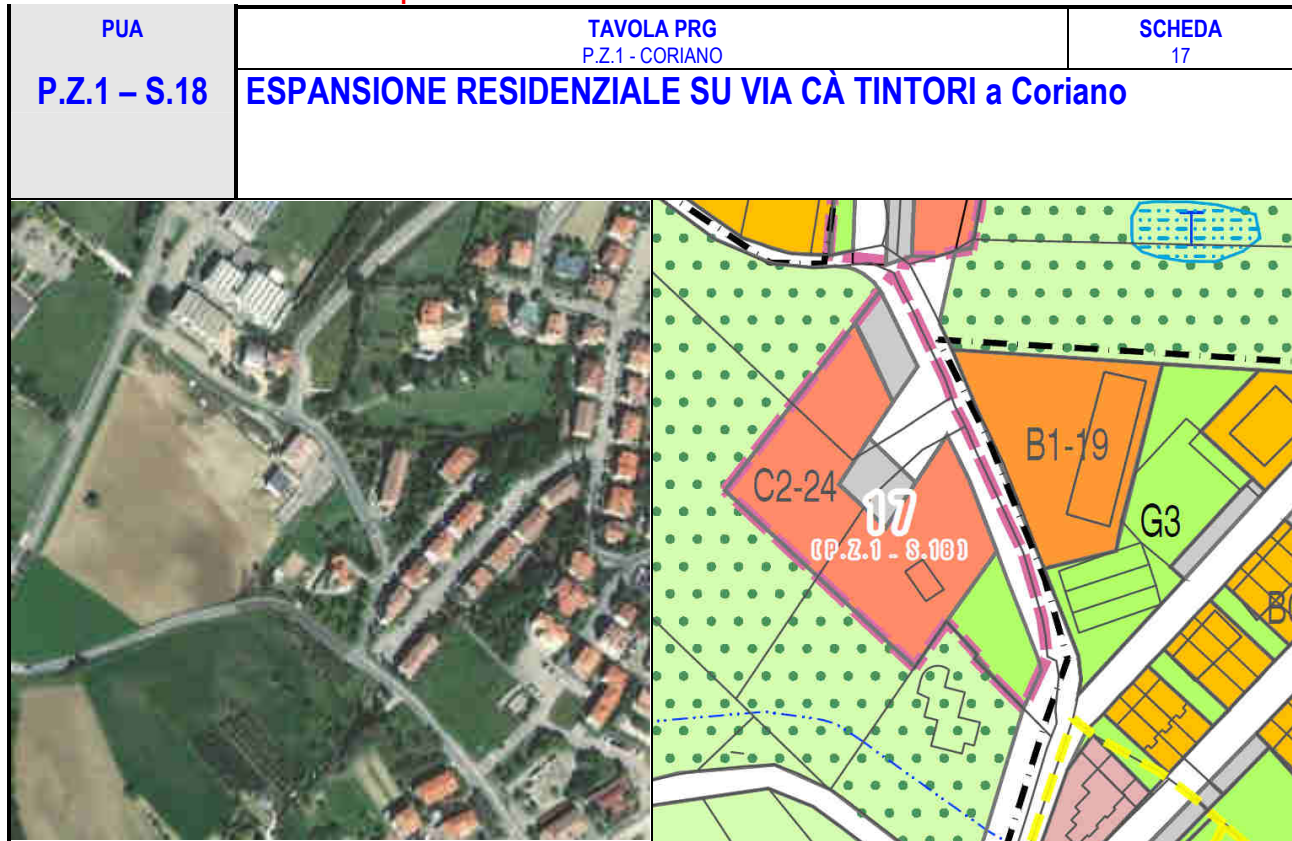 PUA
TAVOLA PRG
SCHEDA
P.Z.1 - CORIANO
17
P.Z.1 – S.18
ESPANSIONE RESIDENZIALE SU VIA CÀ TINTORI a Coriano
T
B1-19
C2-24
17
(P.Z.1 - S.18)
G3